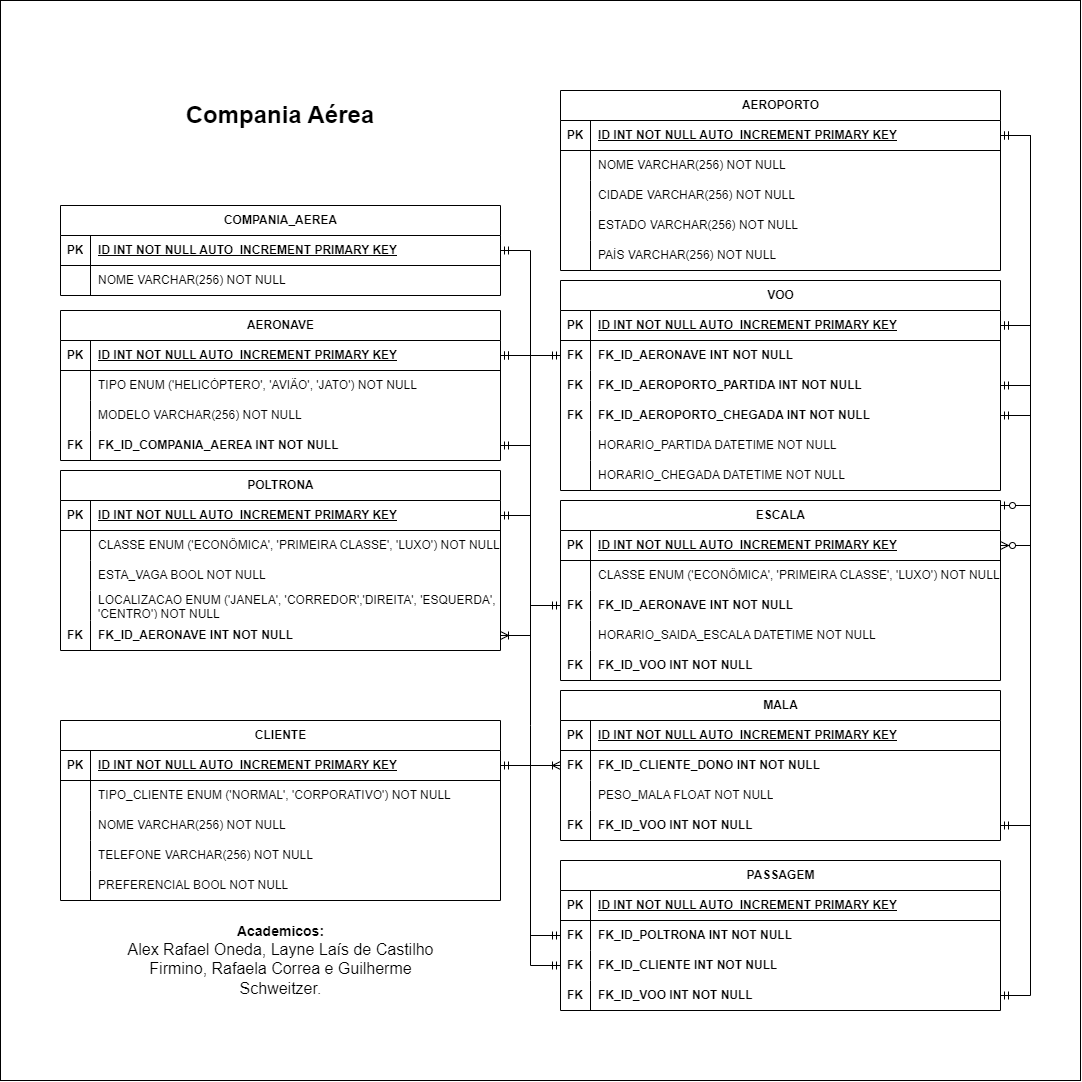 Compania Aérea
COMPANIA_AEREA
PK ID INT NOT NULL AUTO_INCREMENT PRIMARY KEY
NOME VARCHAR(256) NOT NULL
AERONAVE
PK ID INT NOT NULL AUTO_INCREMENT PRIMARY KEY
TIPO ENUM ('HELICÓPTERO', 'AVIÃO', 'JATO') NOT NULL
MODELO VARCHAR(256) NOT NULL
FK FK_ID_COMPANIA_AEREA INT NOT NULL
POLTRONA
PK ID INT NOT NULL AUTO_INCREMENT PRIMARY KEY
CLASSE ENUM ('ECONÔMICA', 'PRIMEIRA CLASSE', 'LUXO') NOT NULL
ESTA_VAGA BOOL NOT NULL
LOCALIZACAO ENUM ('JANELA', 'CORREDOR','DIREITA', 'ESQUERDA',
'CENTRO') NOT NULL
FK FK_ID_AERONAVE INT NOT NULL
CLIENTE
PK ID INT NOT NULL AUTO_INCREMENT PRIMARY KEY
TIPO_CLIENTE ENUM ('NORMAL', 'CORPORATIVO') NOT NULL
NOME VARCHAR(256) NOT NULL
TELEFONE VARCHAR(256) NOT NULL
PREFERENCIAL BOOL NOT NULL
Academicos:
Alex Rafael Oneda, Layne Laís de Castilho
Firmino, Rafaela Correa e Guilherme
Schweitzer.
AEROPORTO
PK ID INT NOT NULL AUTO_INCREMENT PRIMARY KEY
NOME VARCHAR(256) NOT NULL
CIDADE VARCHAR(256) NOT NULL
ESTADO VARCHAR(256) NOT NULL
PAÍS VARCHAR(256) NOT NULL
VOO
PK ID INT NOT NULL AUTO_INCREMENT PRIMARY KEY
FK FK_ID_AERONAVE INT NOT NULL
FK FK_ID_AEROPORTO_PARTIDA INT NOT NULL
FK FK_ID_AEROPORTO_CHEGADA INT NOT NULL
HORARIO_PARTIDA DATETIME NOT NULL
HORARIO_CHEGADA DATETIME NOT NULL
ESCALA
PK ID INT NOT NULL AUTO_INCREMENT PRIMARY KEY
CLASSE ENUM ('ECONÔMICA', 'PRIMEIRA CLASSE', 'LUXO') NOT NULL
FK FK_ID_AERONAVE INT NOT NULL
HORARIO_SAIDA_ESCALA DATETIME NOT NULL
FK FK_ID_VOO INT NOT NULL
MALA
PK ID INT NOT NULL AUTO_INCREMENT PRIMARY KEY
FK FK_ID_CLIENTE_DONO INT NOT NULL
PESO_MALA FLOAT NOT NULL
FK FK_ID_VOO INT NOT NULL
PASSAGEM
PK ID INT NOT NULL AUTO_INCREMENT PRIMARY KEY
FK FK_ID_POLTRONA INT NOT NULL
FK FK_ID_CLIENTE INT NOT NULL
FK FK_ID_VOO INT NOT NULL